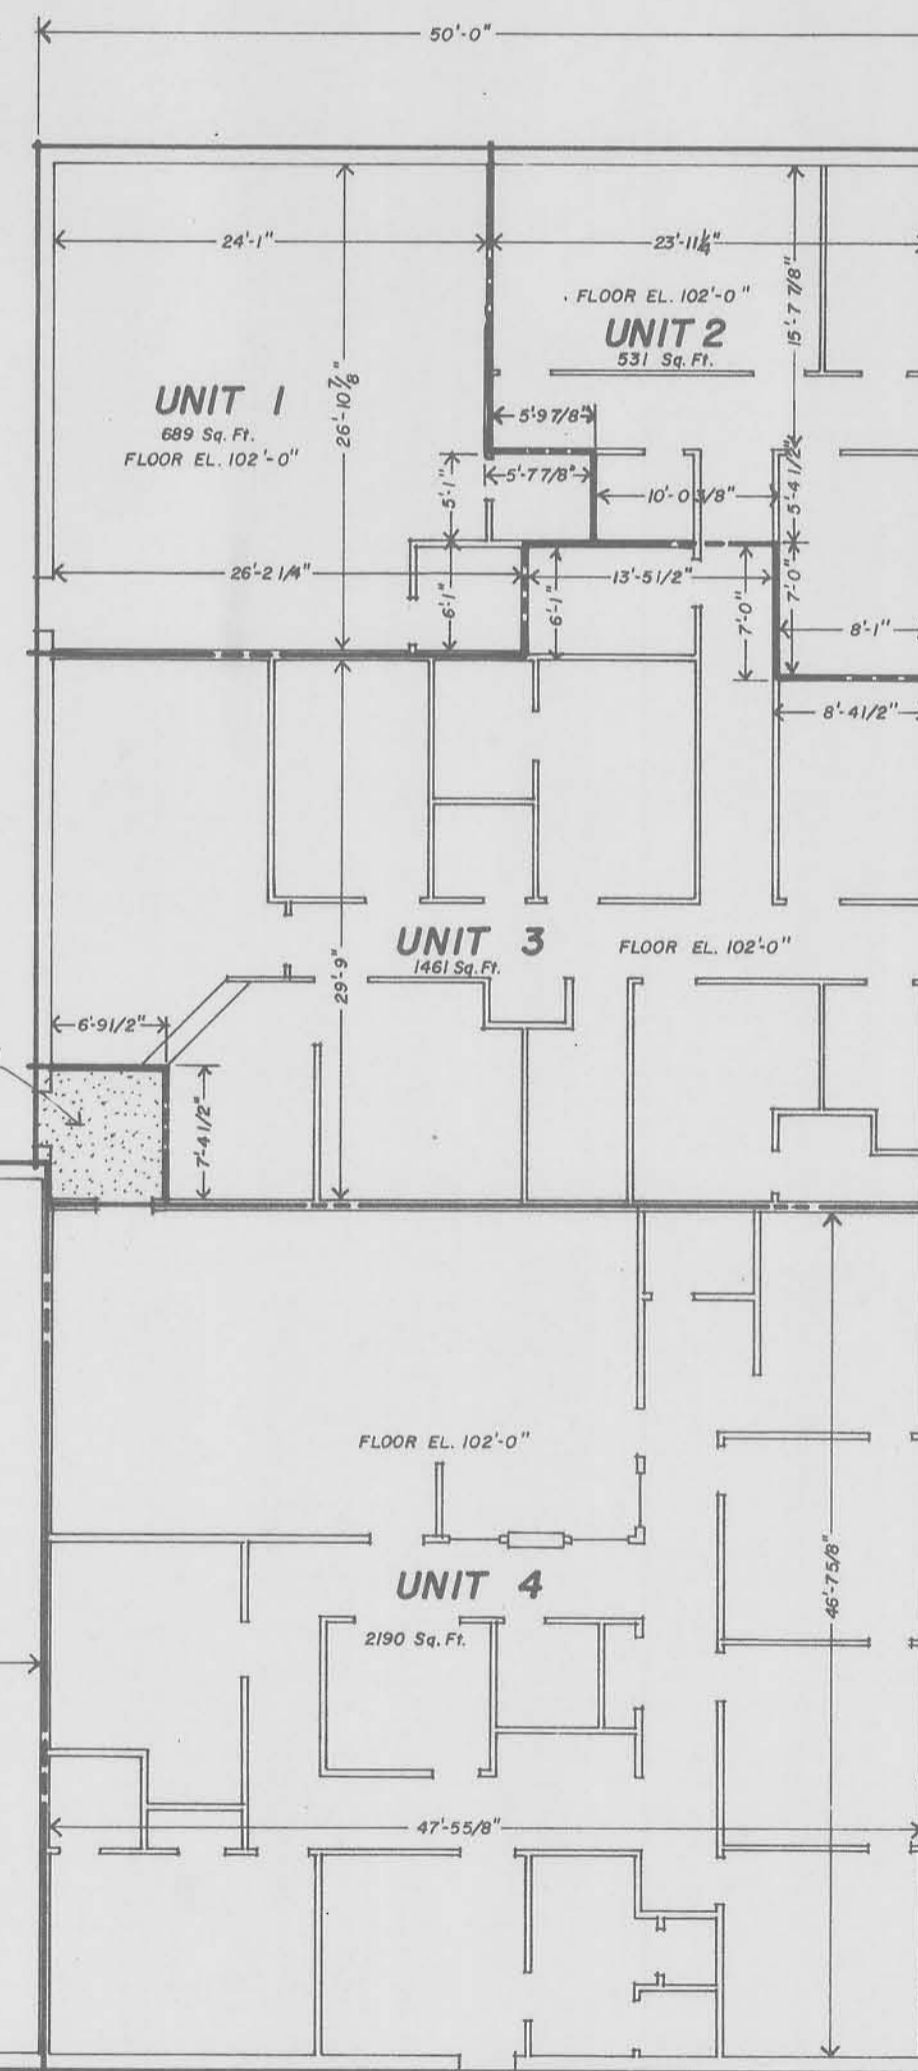 50'-0"
24'-1"
23'-11 1/4"
FLOOR EL. 102'-0"
UNIT 2
531 Sq. Ft.
15'-7 7/8"
UNIT 1
689 Sq. Ft.
FLOOR EL. 102'-0"
26'-10 7/8"
5'-9 7/8"
5'-7 7/8"
5'-1"
10'-0 3/8"
5'-4 1/2"
26'-2 1/4"
6'-1"
6'-1"
13'-5 1/2"
7'-0"
7'-0"
8'-1"
8'-4 1/2"
UNIT 3
1461 Sq. Ft.
FLOOR EL. 102'-0"
29'-9"
6'-9 1/2"
7'-4 1/2"
FLOOR EL. 102'-0"
UNIT 4
2190 Sq. Ft.
46'-7 5/8"
47'-5 5/8"